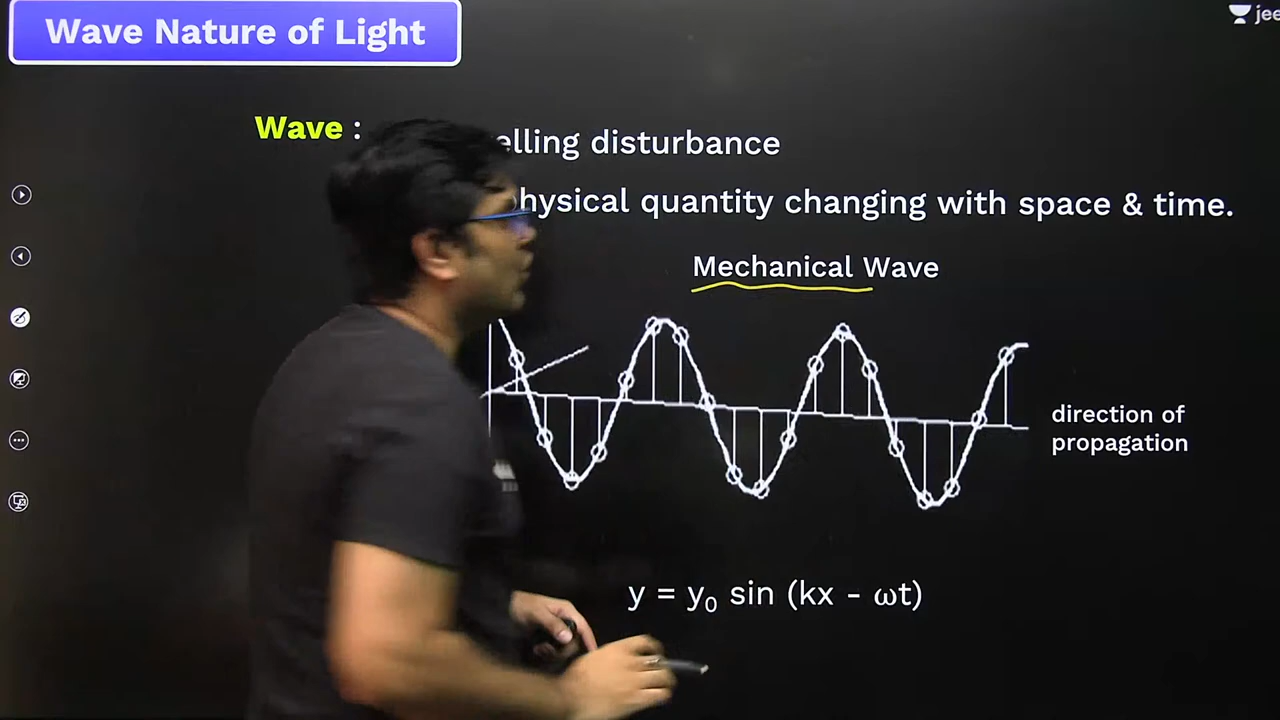 Wave Nature of Light
jee
Wave :
elling disturbance
hysical quantity changing with space & time.
Mechanical Wave
direction of
propagation
y = y₀ sin (kx - ωt)